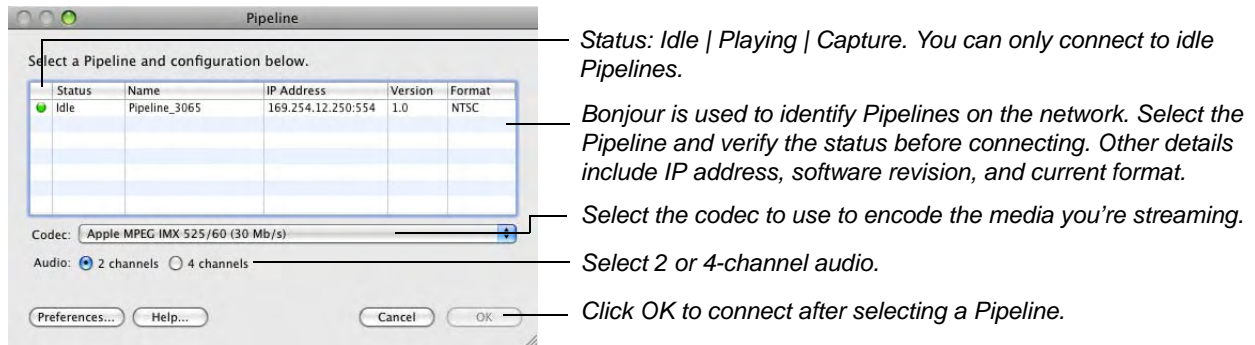 Pipeline
Select a Pipeline and configuration below.
Status Name IP Address Version Format
Idle Pipeline_3065 169.254.12.250:554 1.0 NTSC
Codec: Apple MPEG IMX 525/60 (30 Mb/s)
Audio: 2 channels 4 channels
Preferences... Help... Cancel OK
Status: Idle | Playing | Capture. You can only connect to idle
Pipelines.
Bonjour is used to identify Pipelines on the network. Select the
Pipeline and verify the status before connecting. Other details
include IP address, software revision, and current format.
Select the codec to use to encode the media you're streaming.
Select 2 or 4-channel audio.
Click OK to connect after selecting a Pipeline.